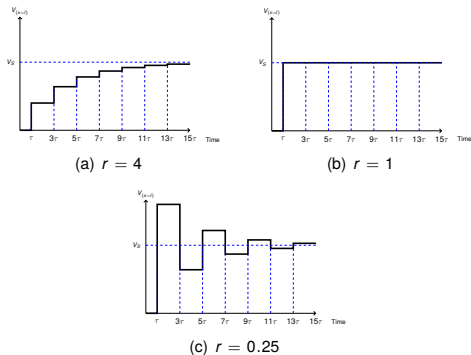 V(x=l)
VS
τ 3τ 5τ 7τ 9τ 11τ 13τ 15τ Time
(a) r = 4
V(x=l)
VS
τ 3τ 5τ 7τ 9τ 11τ 13τ 15τ Time
(b) r = 1
V(x=l)
VS
τ 3τ 5τ 7τ 9τ 11τ 13τ 15τ Time
(c) r = 0.25